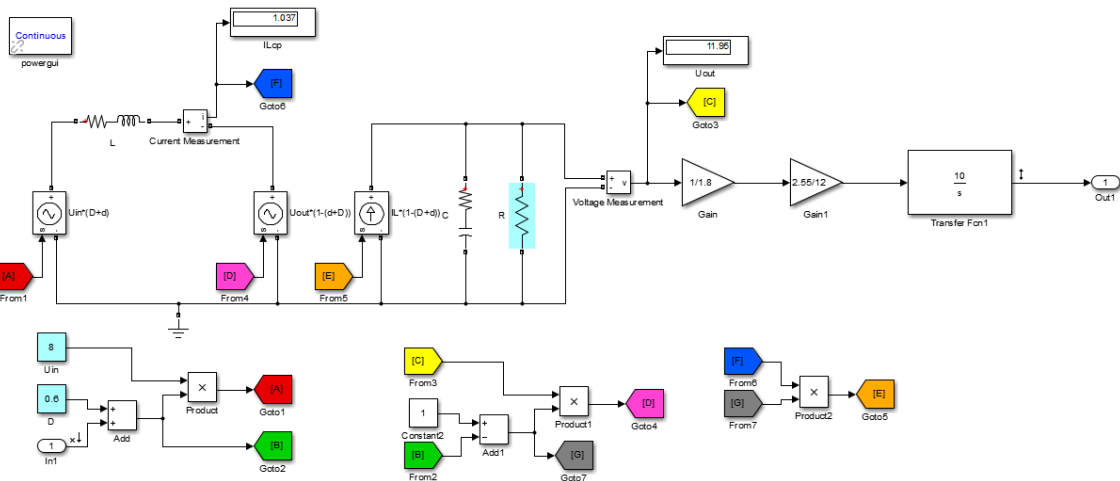 Continuous
powergui
1.037
ILcp
[F]
Goto6
L
+
i
-
Current Measurement
11.95
Uout
[C]
Goto3
+
s
-
Uin*(D+d)
+
s
-
Uout*(1-(d+D))
+
s
-
IL*(1-(D+d))
C
R
+
-
v
Voltage Measurement
1/1.8
Gain
2.55/12
Gain1
10
s
Transfer Fcn1
1
Out1
[A]
From1
[D]
From4
[E]
From5
8
Uin
0.6
D
1
In1
+
+
Add
×
Product
[A]
Goto1
[B]
Goto2
[C]
From3
1
Constant2
[B]
From2
+
−
Add1
×
Product1
[D]
Goto4
[G]
Goto7
[F]
From6
[G]
From7
×
Product2
[E]
Goto5